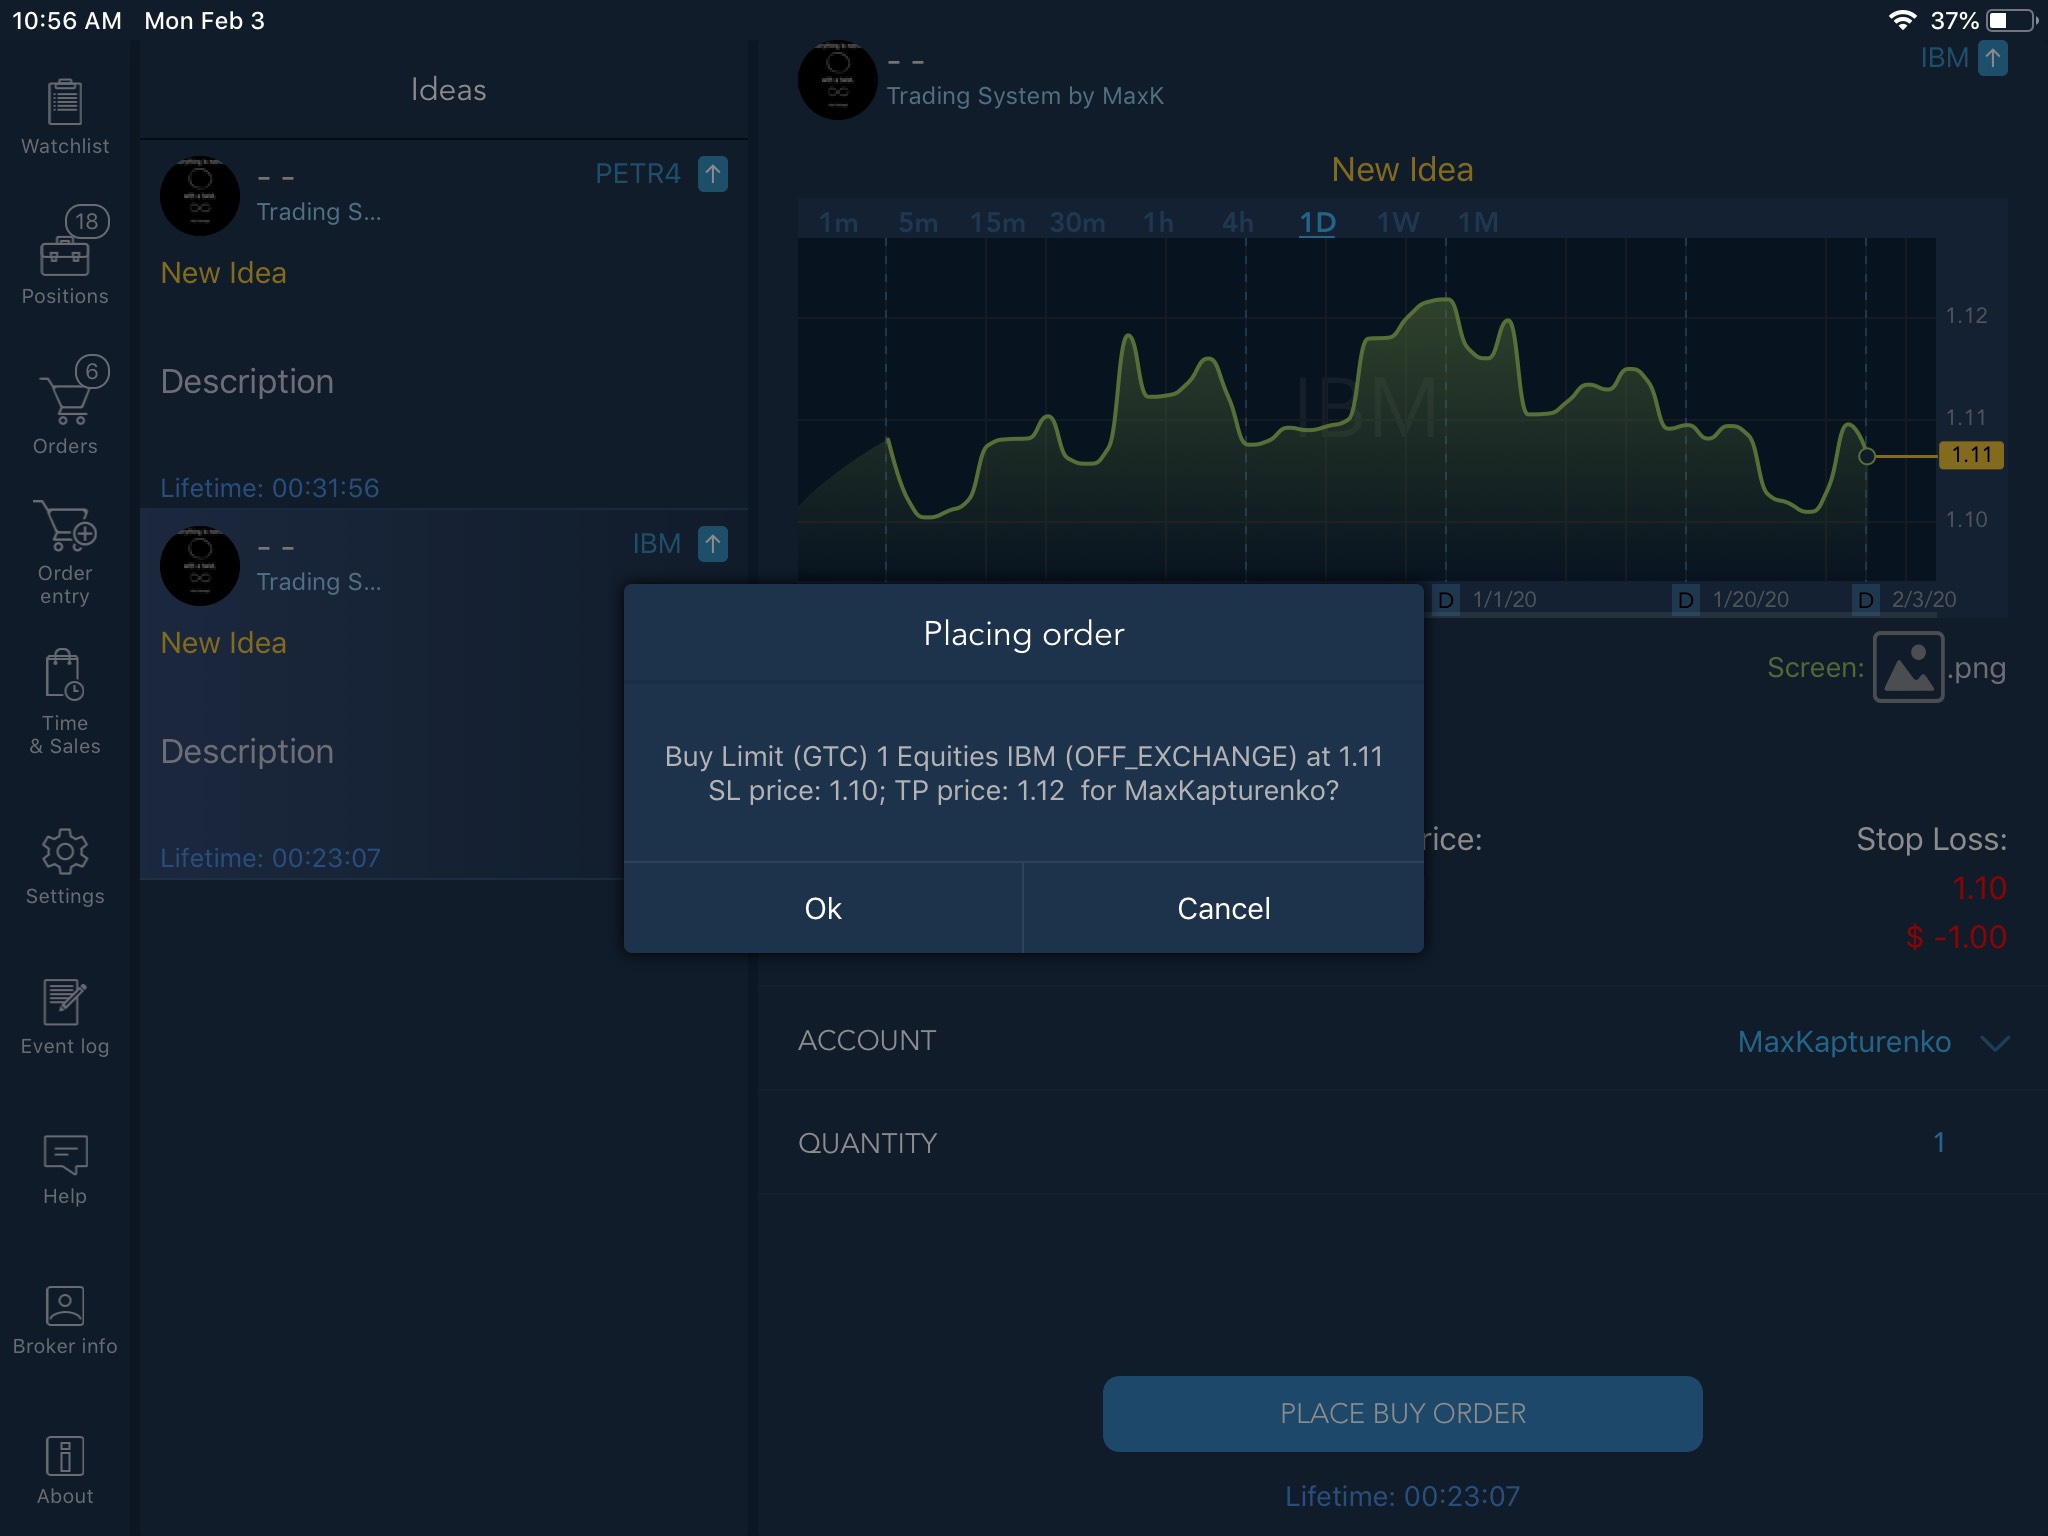 10:56 AM Mon Feb 3
37%
Watchlist
18
Positions
6
Orders
Order
entry
Time
& Sales
Settings
Event log
Help
Broker info
About
Ideas
- -
PETR4
Trading S...
New Idea
Description
Lifetime: 00:31:56
- -
IBM
Trading S...
New Idea
Description
Lifetime: 00:23:07
- -
IBM
Trading System by MaxK
New Idea
1m 5m 15m 30m 1h 4h 1D 1W 1M
IBM
1.12
1.11
1.11
1.10
D 1/1/20 D 1/20/20 D 2/3/20
Screen: .png
Placing order
Buy Limit (GTC) 1 Equities IBM (OFF_EXCHANGE) at 1.11
SL price: 1.10; TP price: 1.12 for MaxKapturenko?
Ok Cancel
rice:
Stop Loss:
1.10
$ -1.00
ACCOUNT MaxKapturenko
QUANTITY 1
PLACE BUY ORDER
Lifetime: 00:23:07